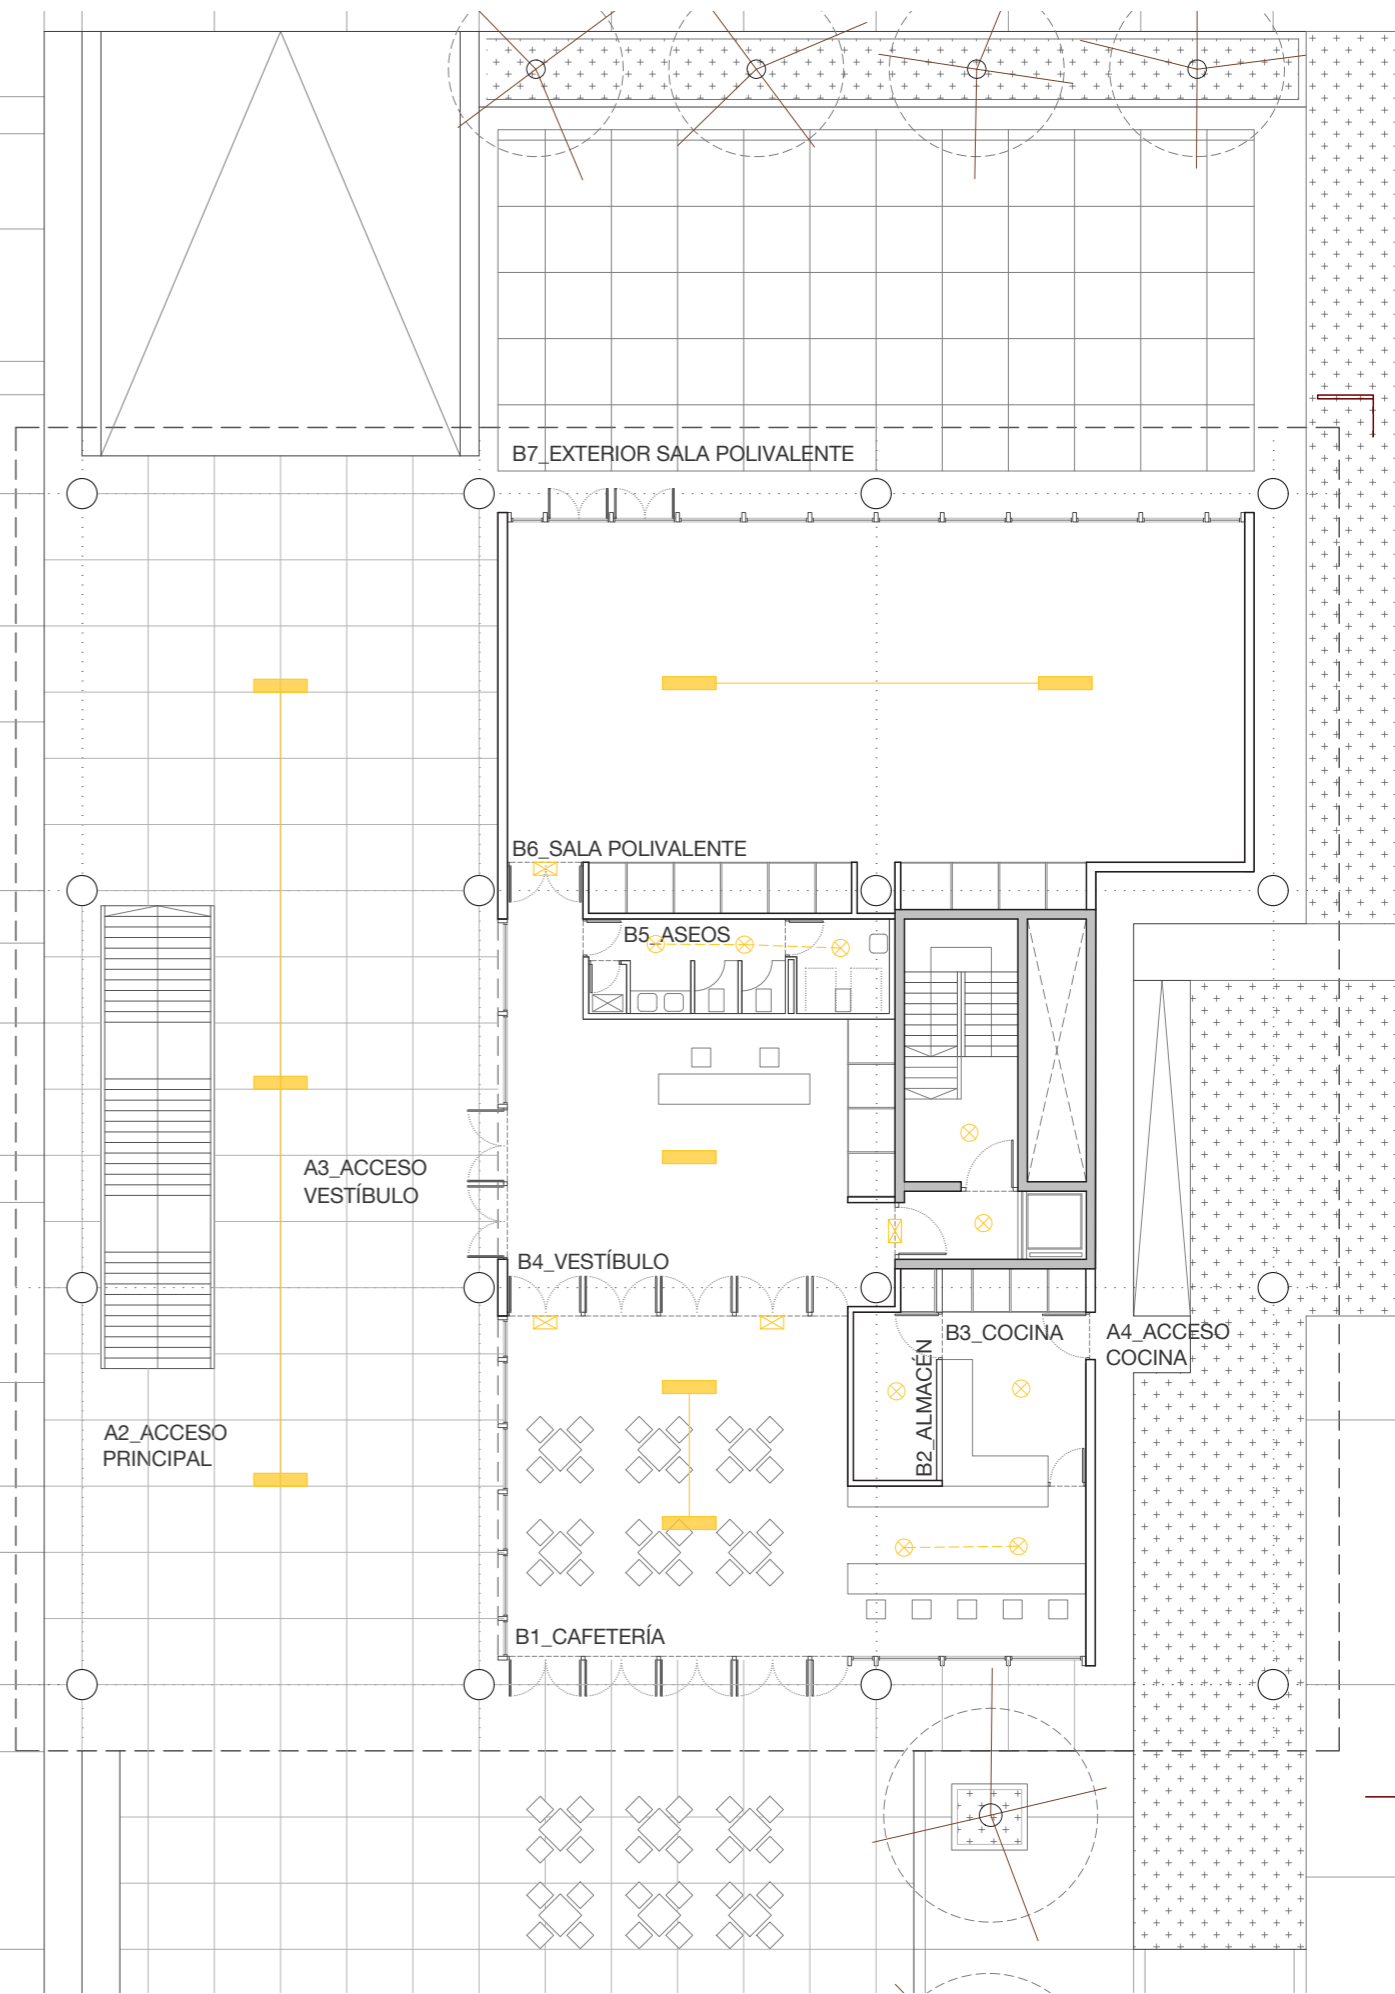 B7_EXTERIOR SALA POLIVALENTE
B6_SALA POLIVALENTE
B5_ASEOS
A3_ACCESO
VESTÍBULO
B4_VESTÍBULO
B3_COCINA
A4_ACCESO
COCINA
B2_ALMACÉN
A2_ACCESO
PRINCIPAL
B1_CAFETERÍA